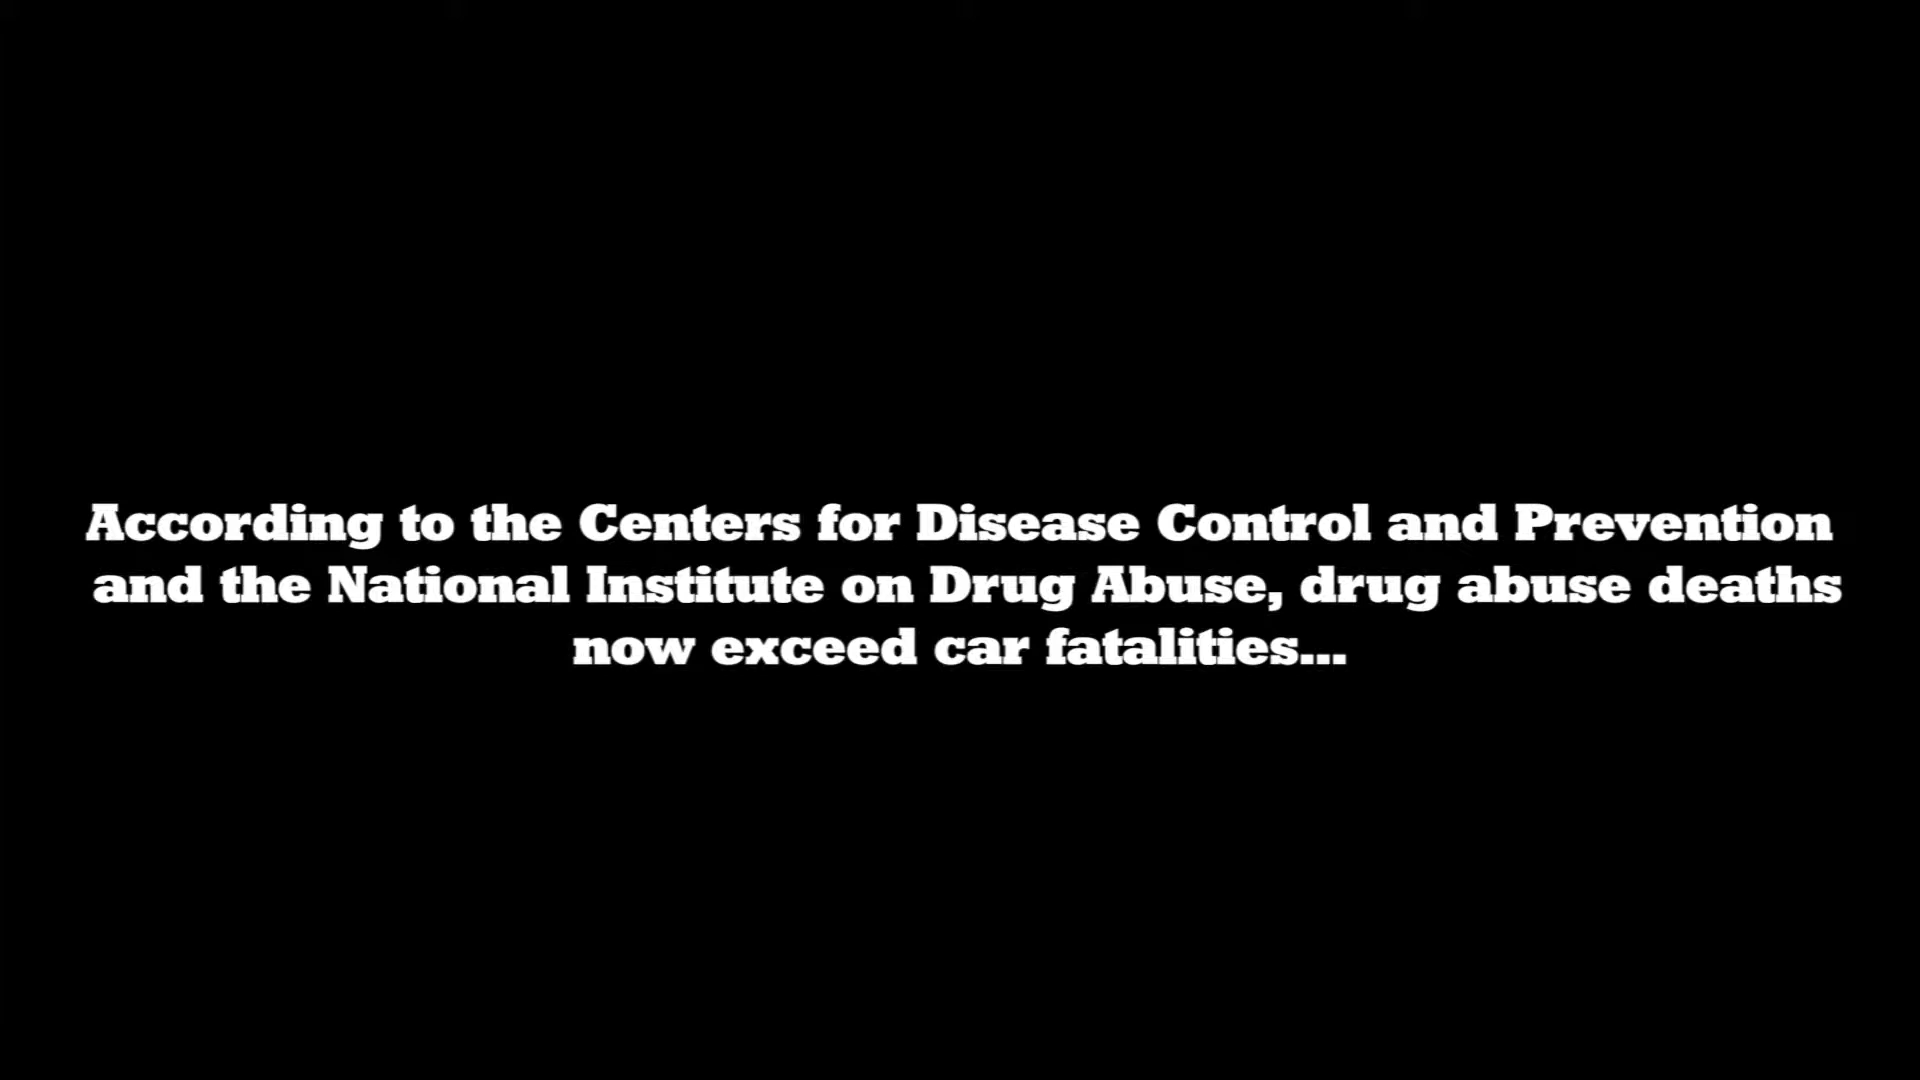 According to the Centers for Disease Control and Prevention
and the National Institute on Drug Abuse, drug abuse deaths
now exceed car fatalities...